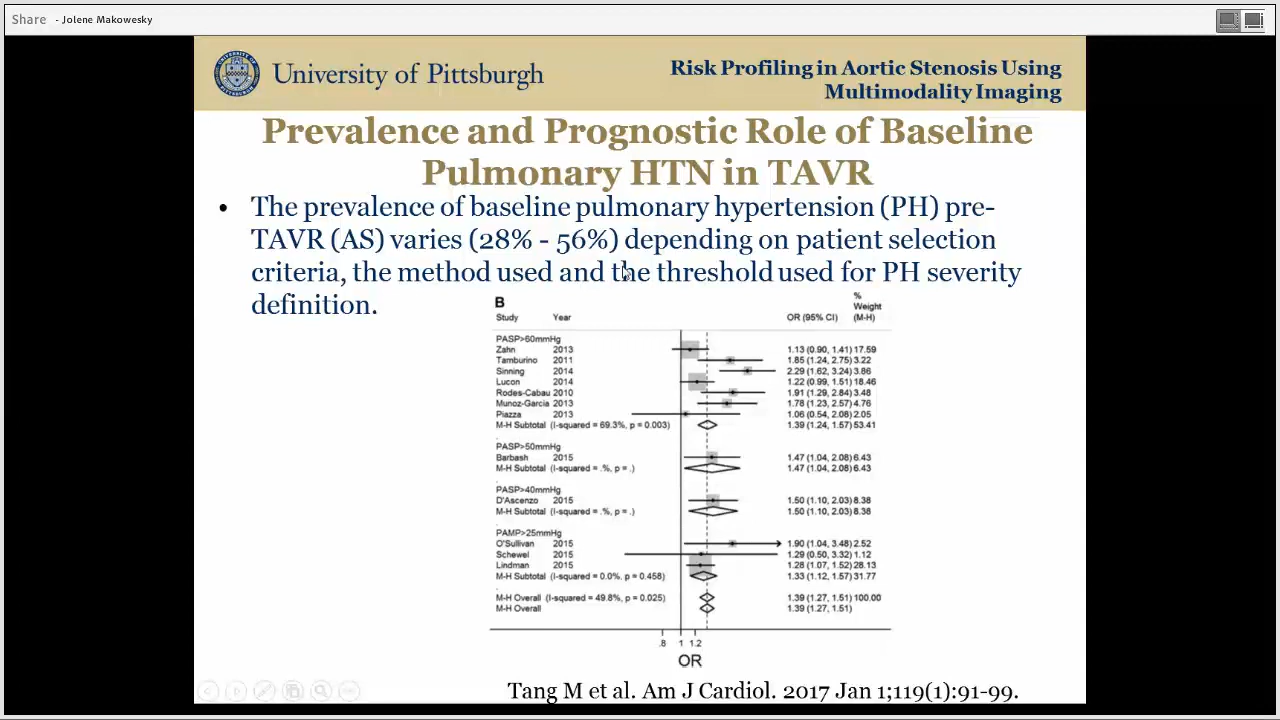 Share - Jolene Makowesky
University of Pittsburgh
Risk Profiling in Aortic Stenosis Using
Multimodality Imaging
Prevalence and Prognostic Role of Baseline
Pulmonary HTN in TAVR
• The prevalence of baseline pulmonary hypertension (PH) pre-
TAVR (AS) varies (28% - 56%) depending on patient selection
criteria, the method used and the threshold used for PH severity
definition.
B
%
Weight
Study Year OR (95% CI) (M-H)
PASP>60mmHg
Zahn 2013 1.13 (0.90, 1.41) 17.59
Tamburino 2011 1.85 (1.24, 2.75) 3.22
Sinning 2014 2.29 (1.62, 3.24) 3.86
Lucon 2014 1.22 (0.99, 1.51) 18.46
Rodes-Cabau 2010 1.91 (1.29, 2.84) 3.48
Munoz-Garcia 2013 1.78 (1.23, 2.57) 4.76
Piazza 2013 1.06 (0.54, 2.08) 2.05
M-H Subtotal (I-squared = 69.3%, p = 0.003) 1.39 (1.24, 1.57) 53.41
PASP>50mmHg
Barbash 2015 1.47 (1.04, 2.08) 6.43
M-H Subtotal (I-squared = .%, p = .) 1.47 (1.04, 2.08) 6.43
PASP>40mmHg
D'Ascenzo 2015 1.50 (1.10, 2.03) 8.38
M-H Subtotal (I-squared = .%, p = .) 1.50 (1.10, 2.03) 8.38
PAMP>25mmHg
O'Sullivan 2015 1.90 (1.04, 3.48) 2.52
Schewel 2015 1.29 (0.50, 3.32) 1.12
Lindman 2015 1.28 (1.07, 1.52) 28.13
M-H Subtotal (I-squared = 0.0%, p = 0.458) 1.33 (1.12, 1.57) 31.77
M-H Overall (I-squared = 49.8%, p = 0.025) 1.39 (1.27, 1.51) 100.00
M-H Overall 1.39 (1.27, 1.51)
.8 1 1.2
OR
Tang M et al. Am J Cardiol. 2017 Jan 1;119(1):91-99.